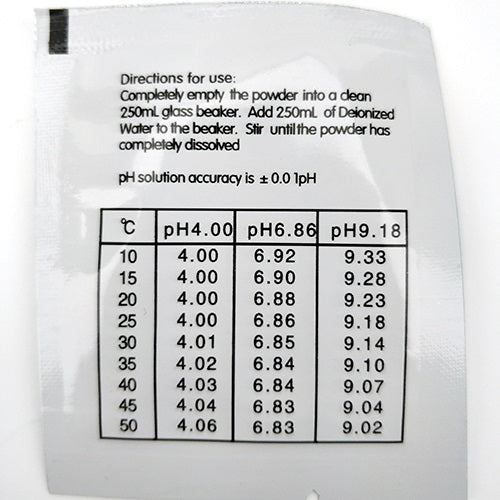 Directions for use:
Completely empty the powder into a clean
250mL glass beaker. Add 250mL of Deionized
Water to the beaker. Stir until the powder has
completely dissolved
pH solution accuracy is ± 0.01pH
℃ pH4.00 pH6.86 pH9.18
10 4.00 6.92 9.33
15 4.00 6.90 9.28
20 4.00 6.88 9.23
25 4.00 6.86 9.18
30 4.01 6.85 9.14
35 4.02 6.84 9.10
40 4.03 6.84 9.07
45 4.04 6.83 9.04
50 4.06 6.83 9.02